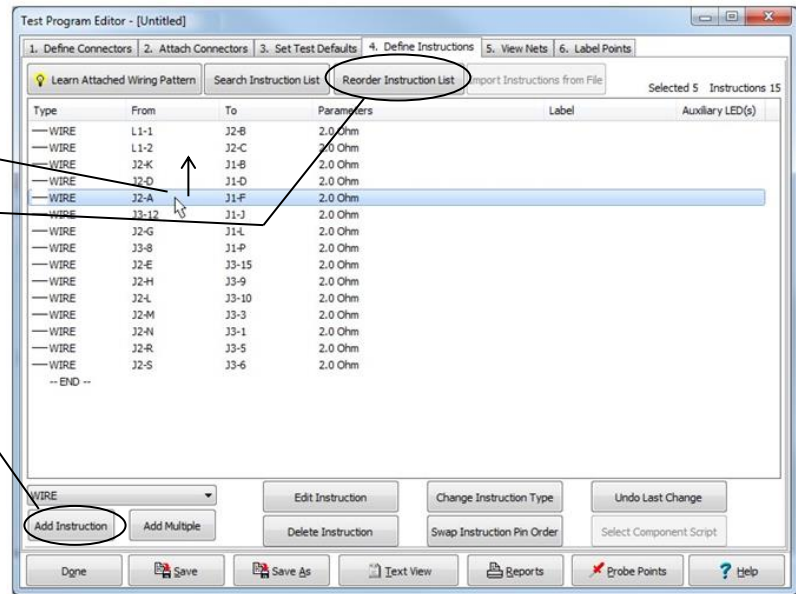 Test Program Editor - [Untitled]
1. Define Connectors 2. Attach Connectors 3. Set Test Defaults 4. Define Instructions 5. View Nets 6. Label Points
Learn Attached Wiring Pattern Search Instruction List Reorder Instruction List Import Instructions from File Selected 5 Instructions 15
Type From To Parameters Label Auxiliary LED(s)
WIRE L1-1 J2-B 2.0 Ohm
WIRE L1-2 J2-C 2.0 Ohm
WIRE J2-K J1-B 2.0 Ohm
WIRE J2-D J1-D 2.0 Ohm
WIRE J2-A J1-F 2.0 Ohm
WIRE J3-12 J1-J 2.0 Ohm
WIRE J2-G J1-L 2.0 Ohm
WIRE J3-8 J1-P 2.0 Ohm
WIRE J2-E J3-15 2.0 Ohm
WIRE J2-H J3-9 2.0 Ohm
WIRE J2-L J3-10 2.0 Ohm
WIRE J2-M J3-3 2.0 Ohm
WIRE J2-N J3-1 2.0 Ohm
WIRE J2-R J3-5 2.0 Ohm
WIRE J2-S J3-6 2.0 Ohm
-- END --
WIRE Edit Instruction Change Instruction Type Undo Last Change
Add Instruction Add Multiple Delete Instruction Swap Instruction Pin Order Select Component Script
Done Save Save As Text View Reports Probe Points Help